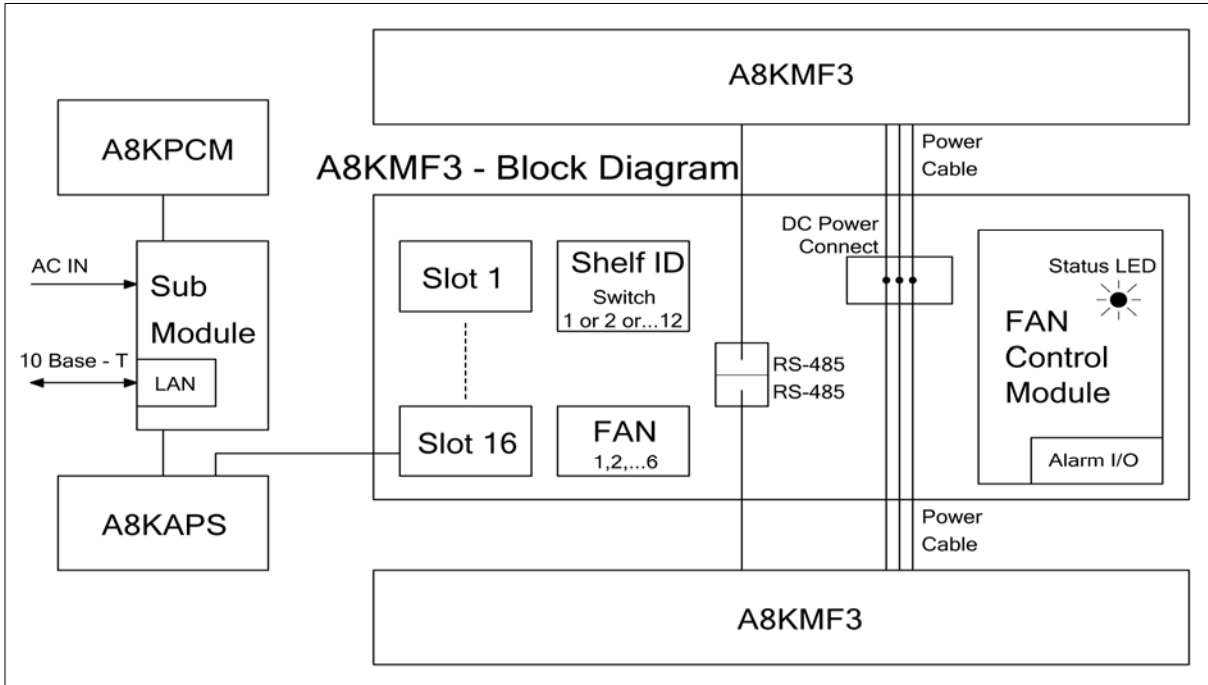 A8KMF3
A8KPCM
Power
Cable
A8KMF3 - Block Diagram
DC Power
Connect
AC IN
Sub
Module
10 Base - T
LAN
A8KAPS
Slot 1
Slot 16
Shelf ID
Switch
1 or 2 or...12
FAN
1,2,...6
RS-485
RS-485
Status LED
FAN
Control
Module
Alarm I/O
Power
Cable
A8KMF3